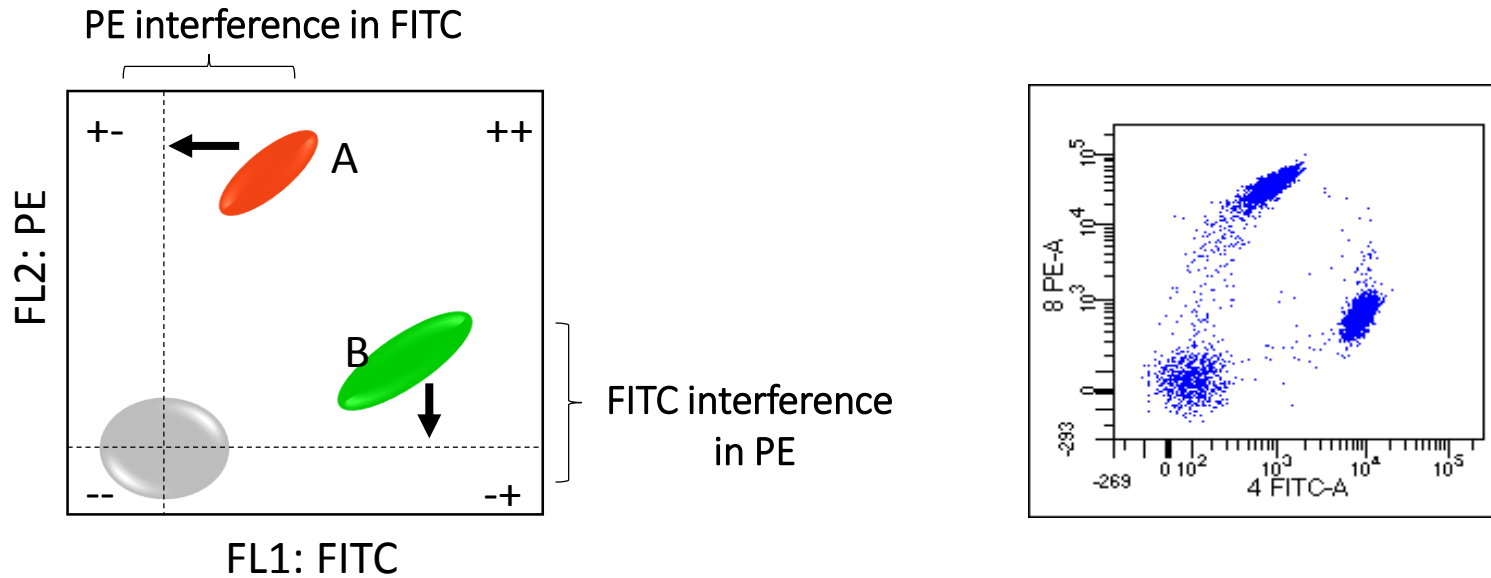 PE interference in FITC
+-
++
A
FL2: PE
B
FITC interference
in PE
--
-+
FL1: FITC
8 PE-A
10^5
10^4
10^3
0
-293
-269
0 10^2
10^3
10^4
10^5
4 FITC-A